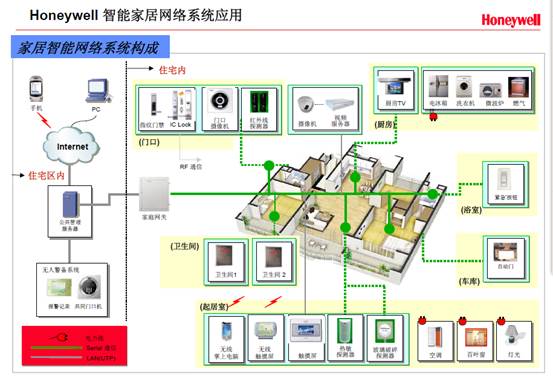 Honeywell 智能家居网络系统应用
Honeywell
家居智能网络系统构成
住宅内
手机
PC
Internet
住宅区内
公共管理
服务器
家庭网关
无人警备系统
报警记录
共同门口机
电力线
Serial 通信
LAN(UTP)
指纹门禁
IC Lock
门口
摄像机
红外线
探测器
(门口)
RF 通信
摄像机
视频
服务器
厨房TV
(厨房)
电冰箱
洗衣机
微波炉
燃气
紧急按钮
(浴室)
自动门
(车库)
(卫生间)
卫生间1
卫生间 2
(起居室)
无线
掌上电脑
无线
触摸屏
触摸屏
热敏
探测器
玻璃破碎
探测器
空调
百叶窗
灯光